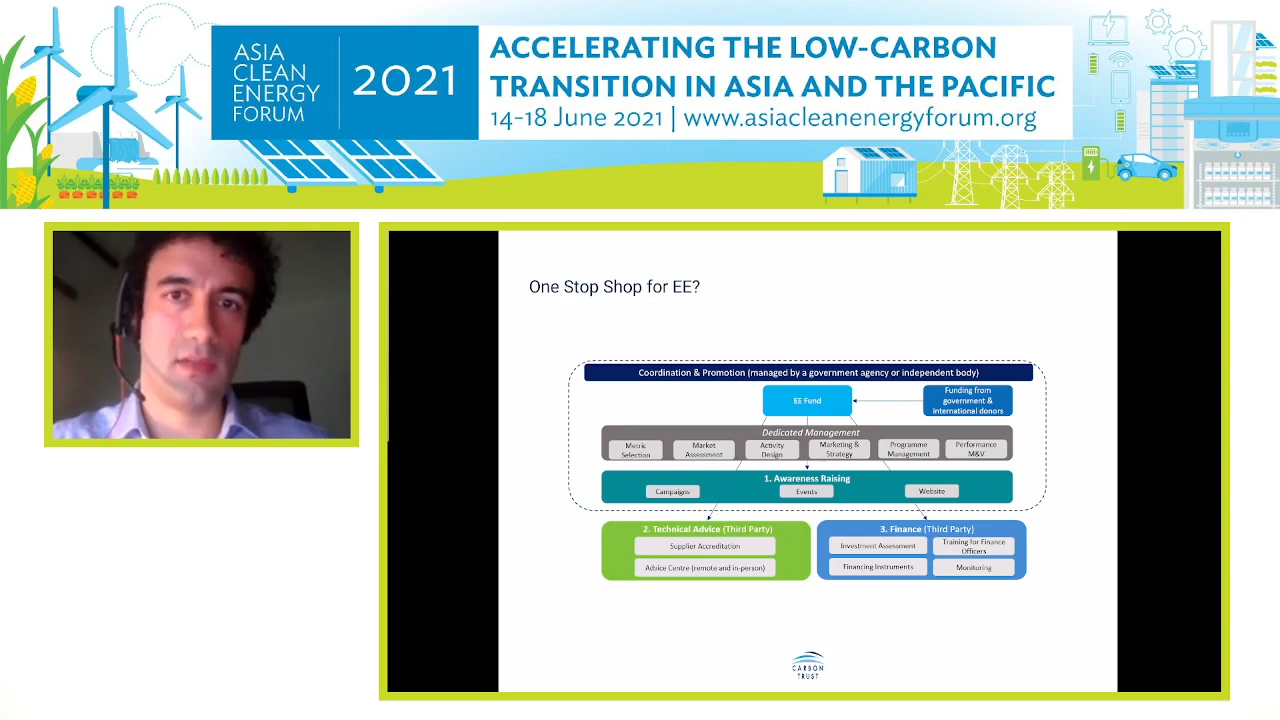 ASIA
CLEAN
ENERGY
FORUM
2021
ACCELERATING THE LOW-CARBON
TRANSITION IN ASIA AND THE PACIFIC
14-18 June 2021 | www.asiacleanenergyforum.org
One Stop Shop for EE?
Coordination & Promotion (managed by a government agency or independent body)
EE Fund
Funding from
government &
international donors
Dedicated Management
Metric
Selection
Market
Assessment
Activity
Design
Marketing &
Strategy
Programme
Management
Performance
M&V
1. Awareness Raising
Campaigns
Events
Website
2. Technical Advice (Third Party)
Supplier Accreditation
Advice Centre (remote and in-person)
3. Finance (Third Party)
Investment Assessment
Training for Finance
Officers
Financing Instruments
Monitoring
CARBON
TRUST